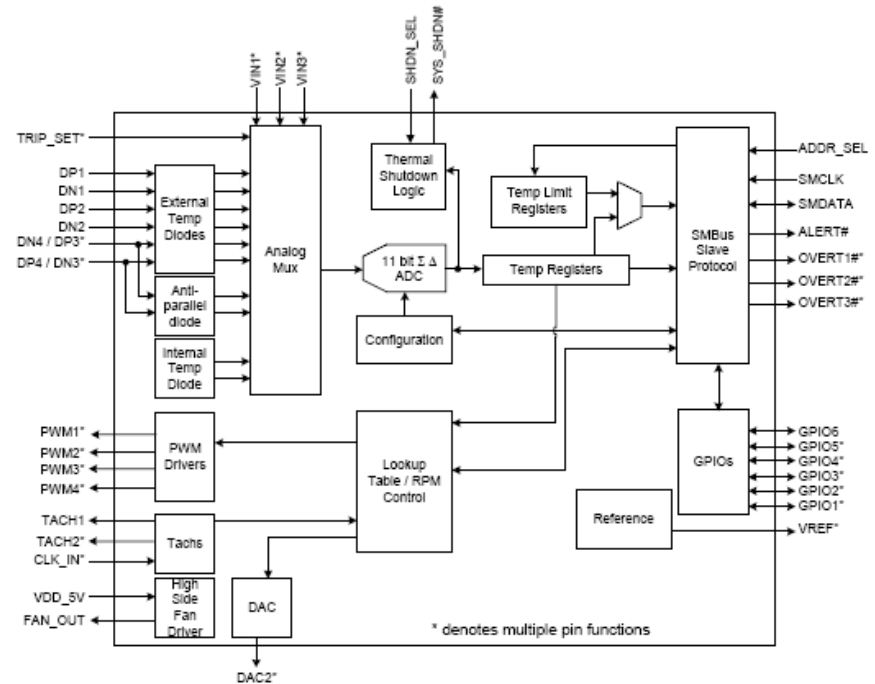 VIN1*
VIN2*
VIN3*
SHDN_SEL
SYS_SHDN#
TRIP_SET*
DP1
DN1
DP2
DN2
DN4 / DP3*
DP4 / DN3*
External
Temp
Diodes
Anti-
parallel
diode
Internal
Temp
Diode
Analog
Mux
Thermal
Shutdown
Logic
11 bit Σ Δ
ADC
Configuration
Temp Limit
Registers
Temp Registers
SMBus
Slave
Protocol
ADDR_SEL
SMCLK
SMDATA
ALERT#
OVERT1#*
OVERT2#*
OVERT3#*
PWM1*
PWM2*
PWM3*
PWM4*
PWM
Drivers
Lookup
Table / RPM
Control
GPIOs
GPIO6
GPIO5*
GPIO4*
GPIO3*
GPIO2*
GPIO1*
Reference
VREF*
TACH1
TACH2*
CLK_IN*
Tachs
VDD_5V
FAN_OUT
High
Side
Fan
Driver
DAC
DAC2*
* denotes multiple pin functions